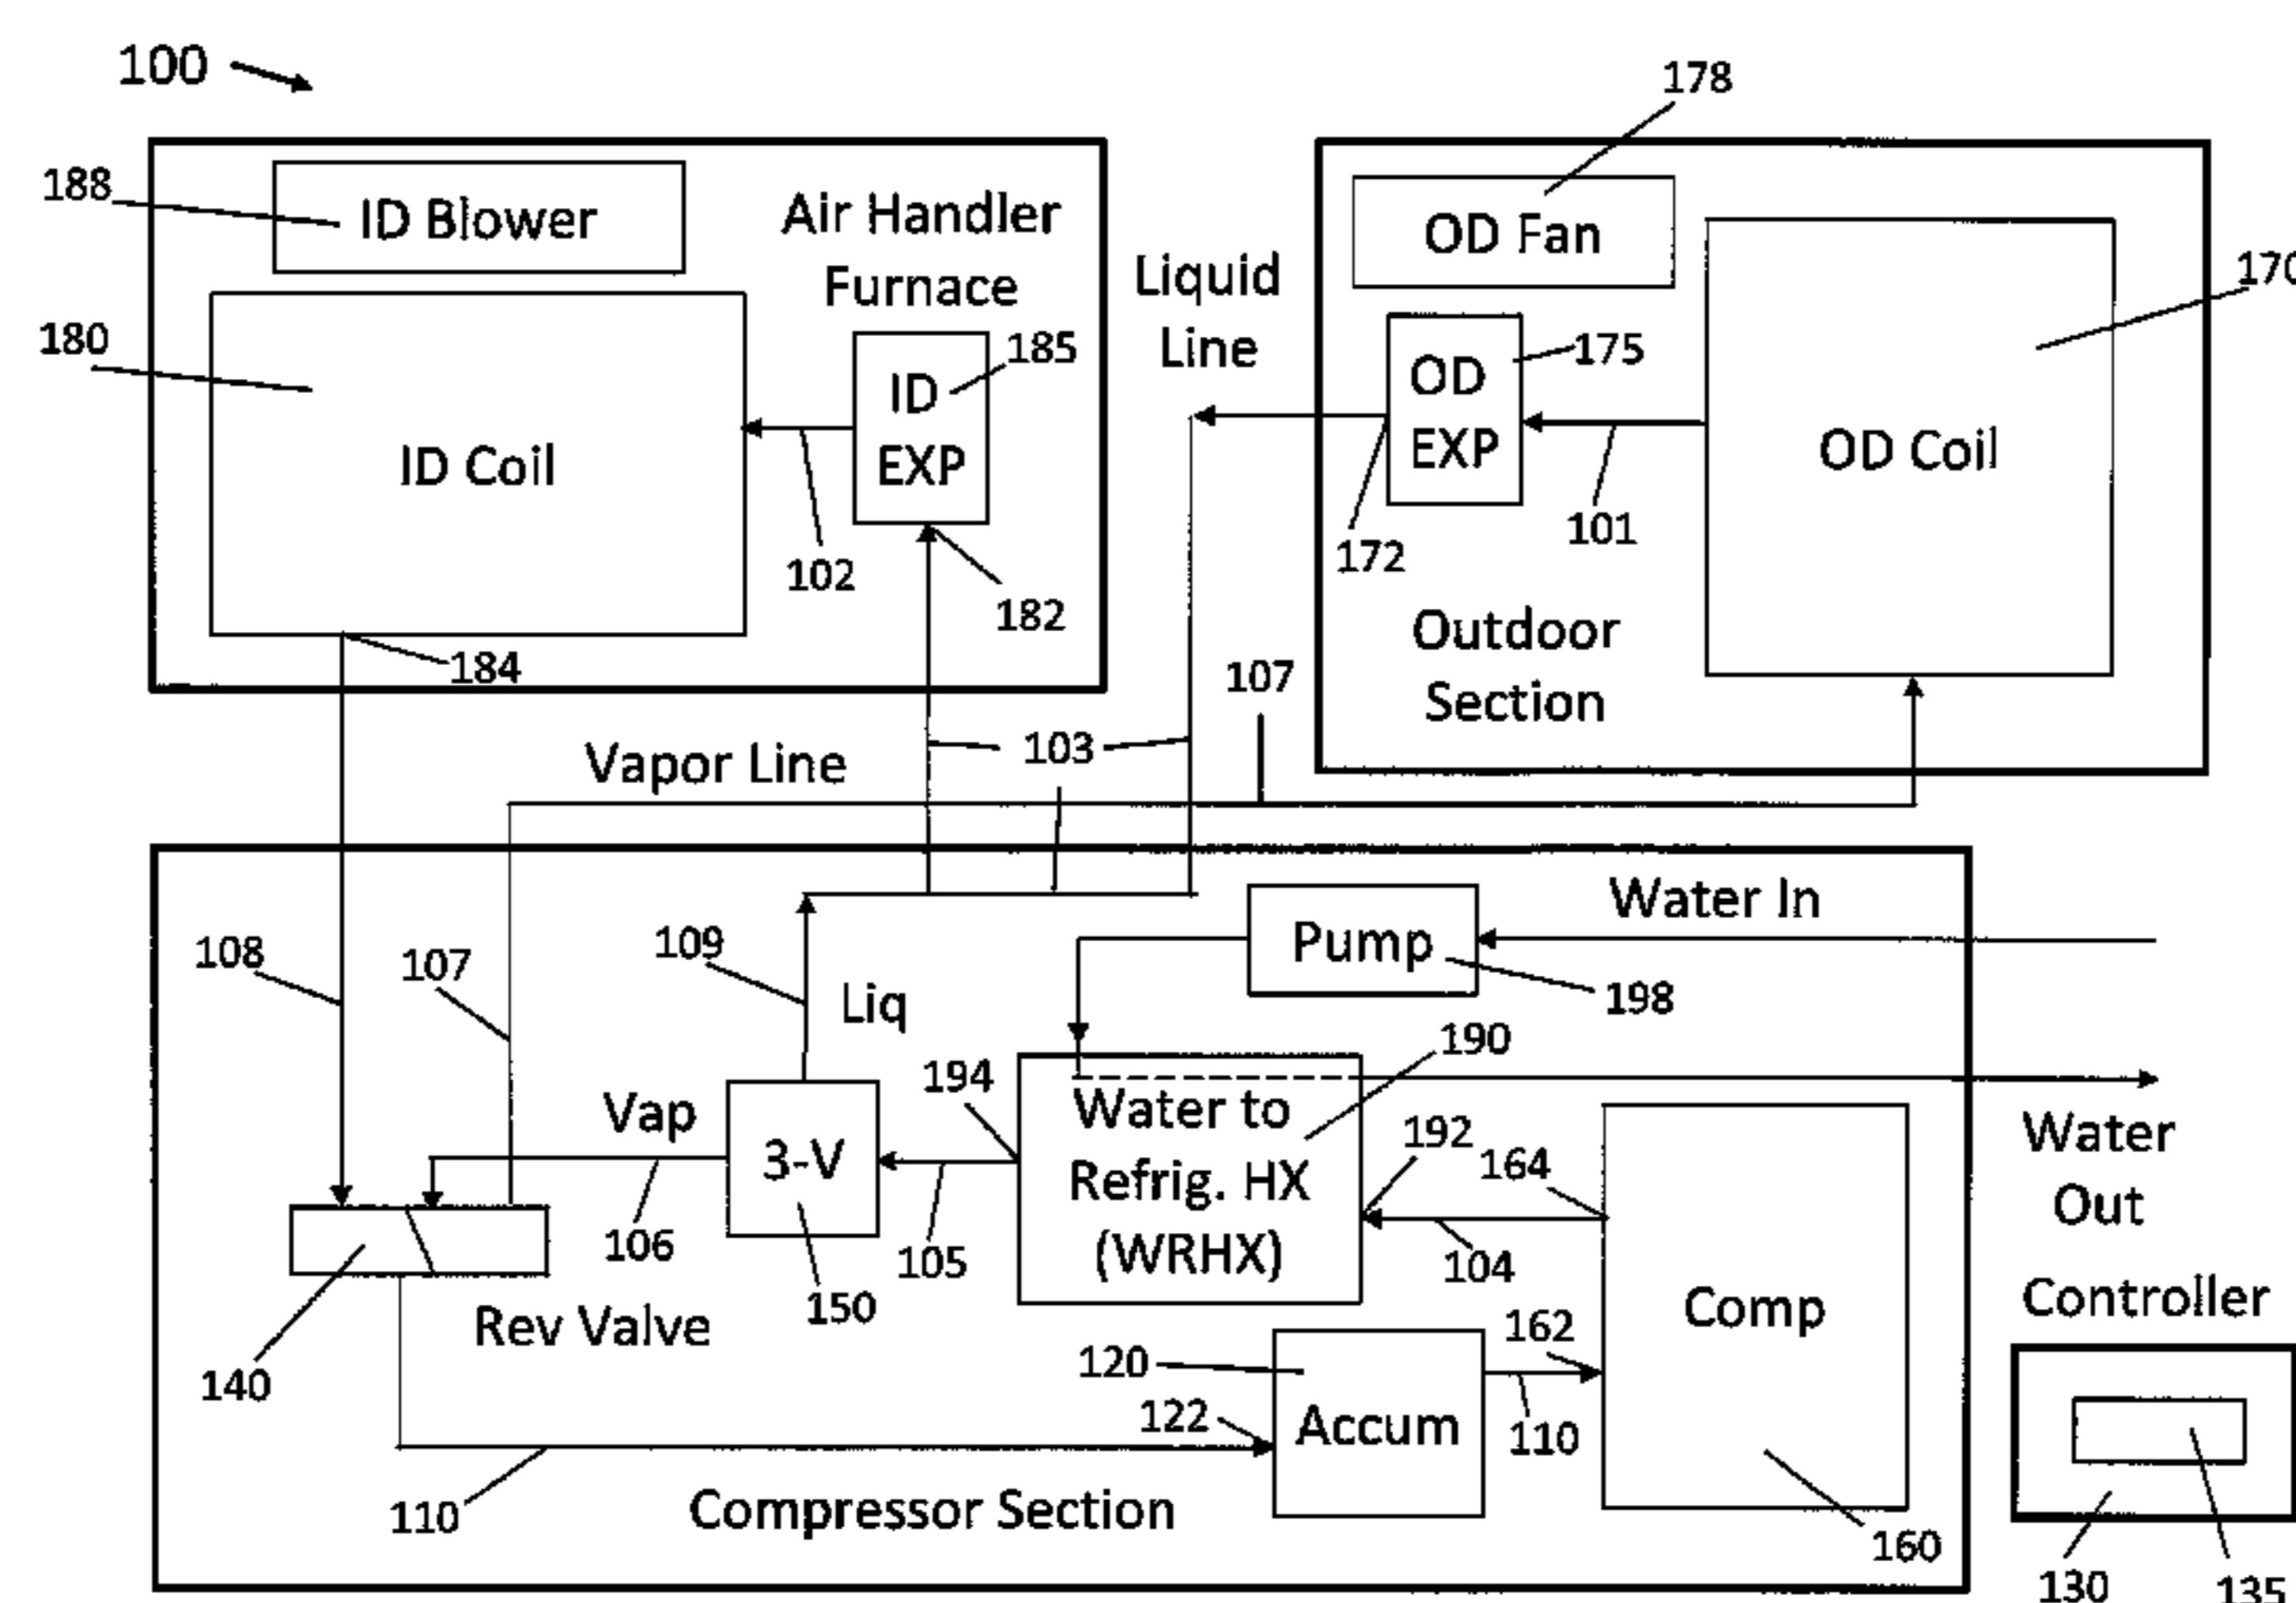 100
178
188
ID Blower
Air Handler
Furnace
Liquid
Line
OD Fan
170
180
185
175
ID
EXP
OD
EXP
ID Coil
OD Coil
102
182
172
101
184
Outdoor
Section
107
Vapor Line
103
Water In
108
107
109
Liq
Pump
198
190
194
Vap
3-V
Water to
Refrig. HX
(WRHX)
192
164
Water
Out
106
150
105
104
Comp
Controller
Rev Valve
140
120
162
122
Accum
110
110
Compressor Section
160
130
135